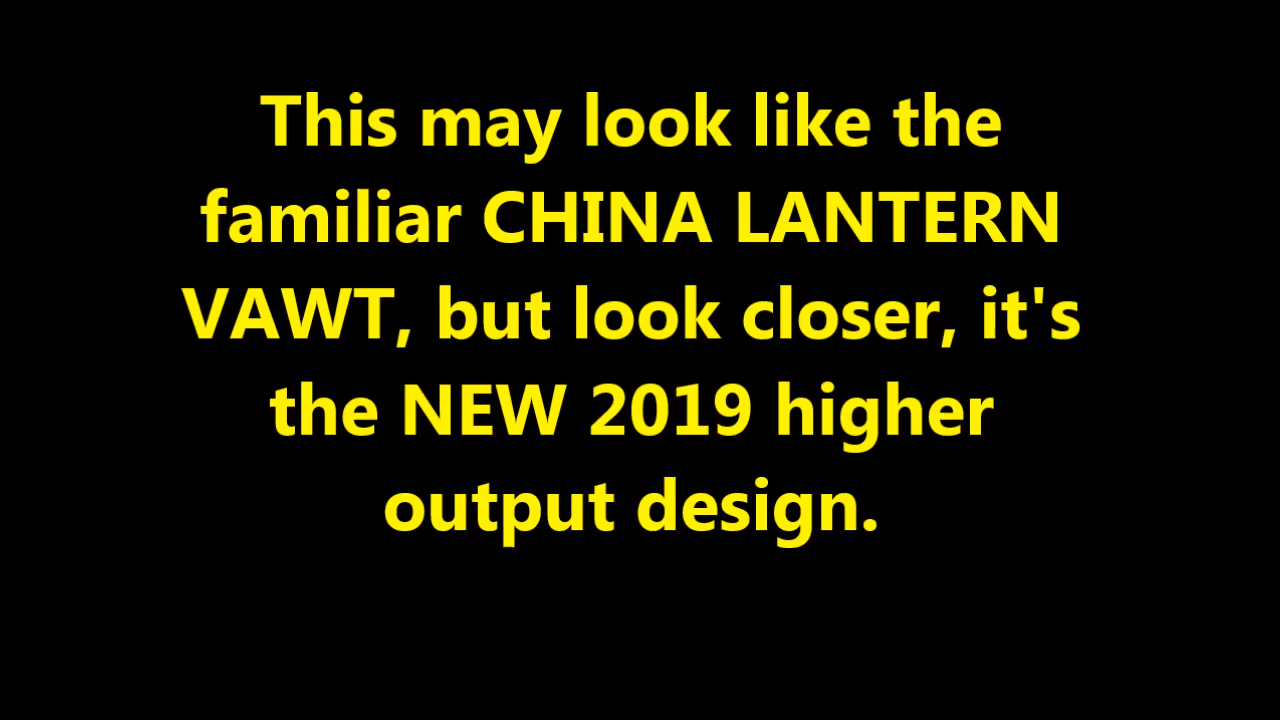 This may look like the
familiar CHINA LANTERN
VAWT, but look closer, it's
the NEW 2019 higher
output design.